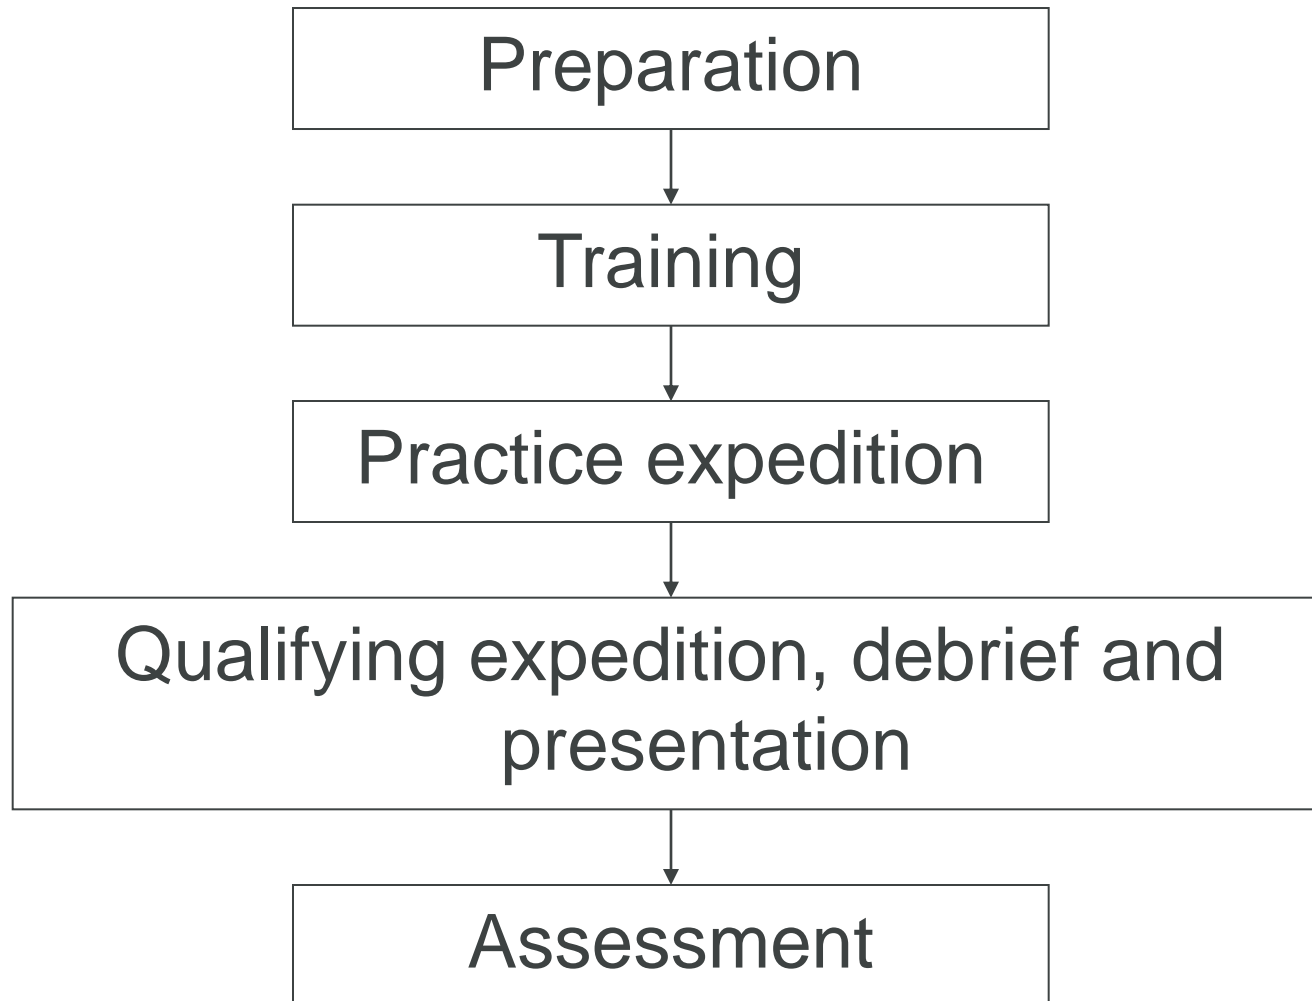 Preparation
Training
Practice expedition
Qualifying expedition, debrief and
presentation
Assessment